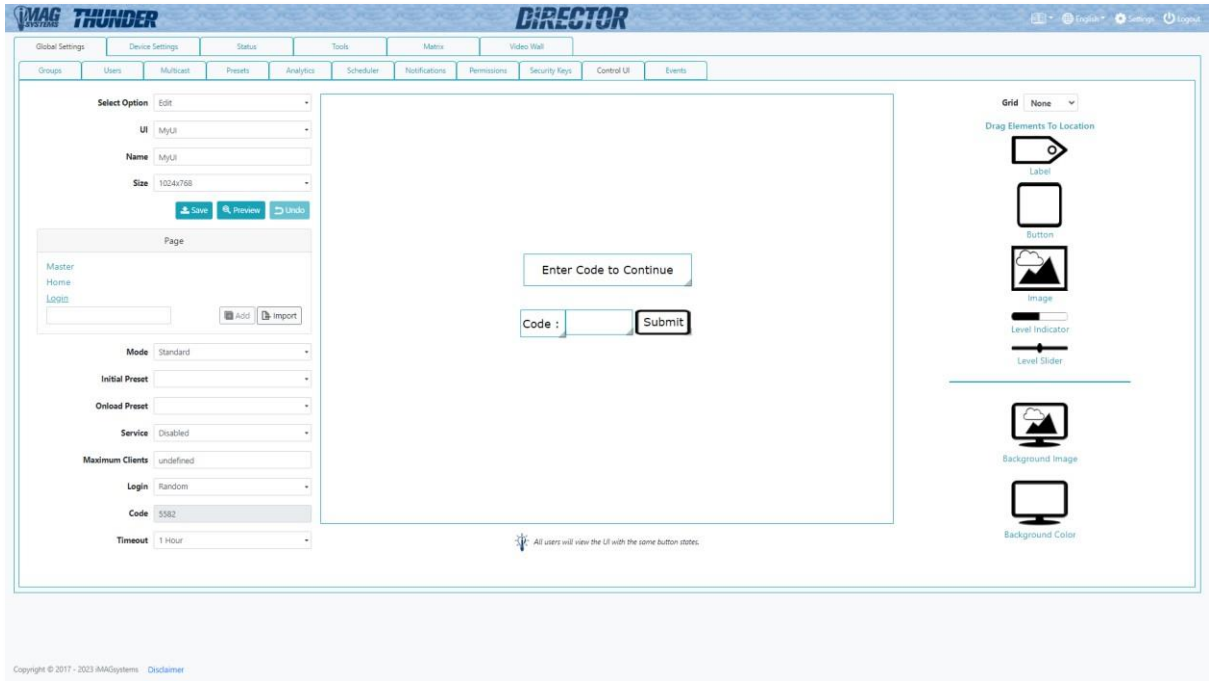 iMAG SYSTEMS THUNDER DiRECTOR English Settings Logout
Global Settings Device Settings Status Tools Matrix Video Wall
Groups Users Multicast Presets Analytics Scheduler Notifications Permissions Security Keys Control UI Events
Select Option Edit
UI MyUI
Name MyUI
Size 1024x768
Save Preview Undo
Page
Master
Home
Login
Add Import
Mode Standard
Initial Preset
Onload Preset
Service Disabled
Maximum Clients undefined
Login Random
Code 5582
Timeout 1 Hour
Enter Code to Continue
Code : Submit
All users will view the UI with the same button states.
Grid None
Drag Elements To Location
Label
Button
Image
Level Indicator
Level Slider
Background Image
Background Color
Copyright © 2017 - 2023 iMAGsystems Disclaimer